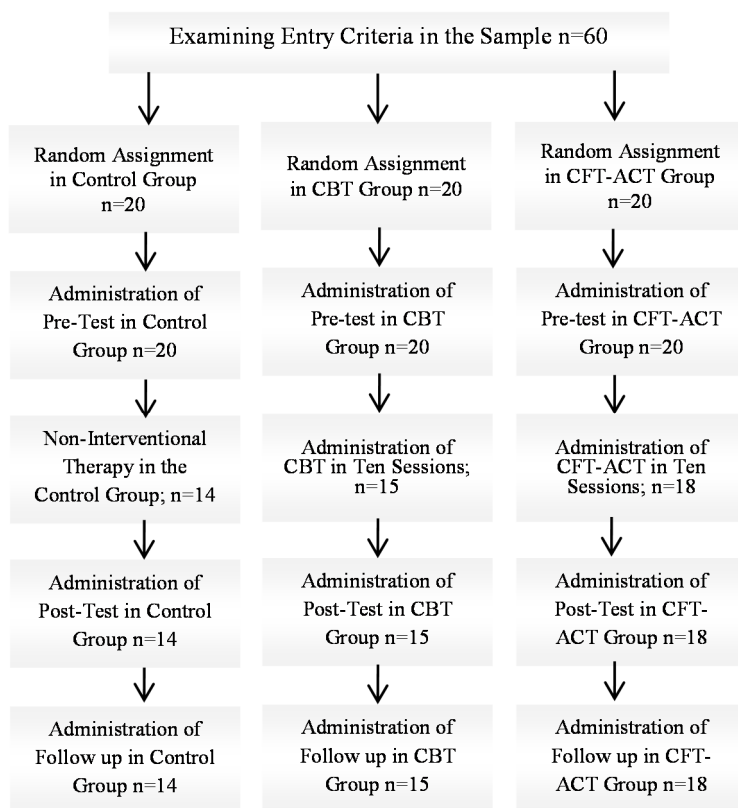 Examining Entry Criteria in the Sample n=60
Random Assignment
in Control Group
n=20
Random Assignment
in CBT Group n=20
Random Assignment
in CFT-ACT Group
n=20
Administration of
Pre-Test in Control
Group n=20
Administration of
Pre-test in CBT
Group n=20
Administration of
Pre-test in CFT-ACT
Group n=20
Non-Interventional
Therapy in the
Control Group; n=14
Administration of
CBT in Ten Sessions;
n=15
Administration of
CFT-ACT in Ten
Sessions; n=18
Administration of
Post-Test in Control
Group n=14
Administration of
Post-Test in CBT
Group n=15
Administration of
Post-Test in CFT-
ACT Group n=18
Administration of
Follow up in Control
Group n=14
Administration of
Follow up in CBT
Group n=15
Administration of
Follow up in CFT-
ACT Group n=18